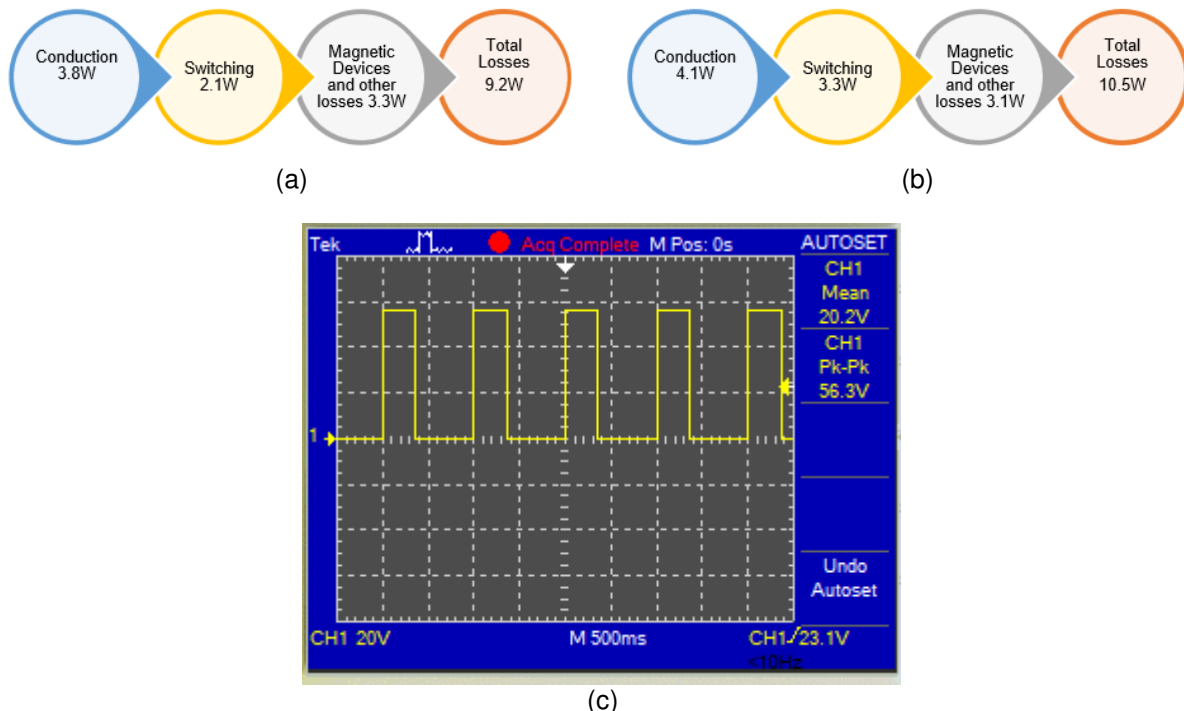 Conduction
3.8W
Switching
2.1W
Magnetic
Devices
and other
losses 3.3W
Total
Losses
9.2W
(a)
Conduction
4.1W
Switching
3.3W
Magnetic
Devices
and other
losses 3.1W
Total
Losses
10.5W
(b)
Tek Acq Complete M Pos: 0s AUTOSET
CH1
Mean
20.2V
CH1
Pk-Pk
56.3V
1
Undo
Autoset
CH1 20V M 500ms CH1 23.1V
<10Hz
(c)